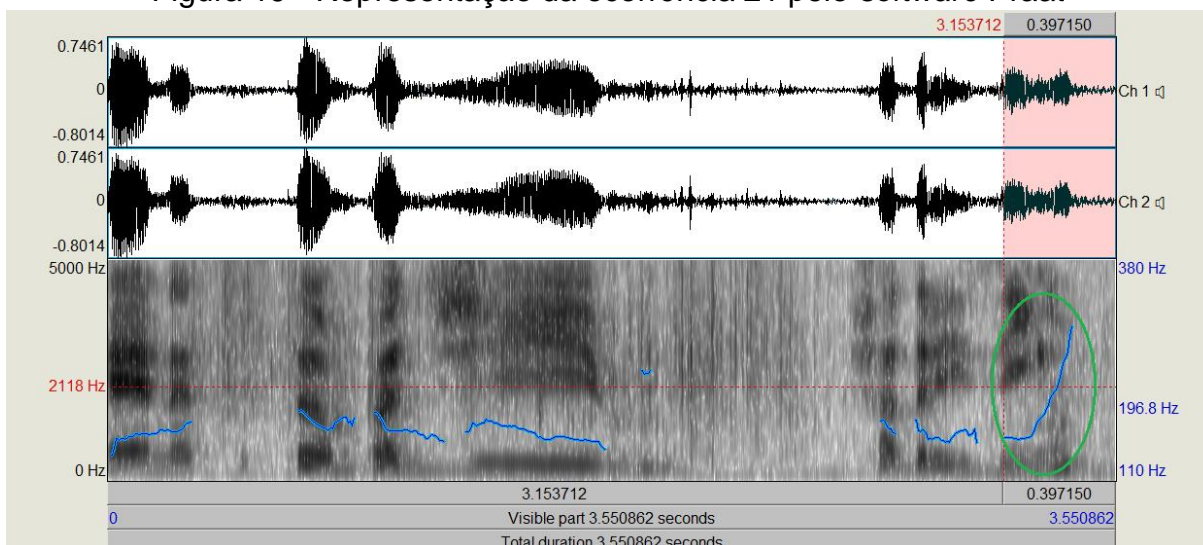 3.153712 0.397150
0.7461
0
-0.8014
Ch 1
0.7461
0
-0.8014
Ch 2
5000 Hz
380 Hz
2118 Hz
196.8 Hz
0 Hz
110 Hz
3.153712 0.397150
0 Visible part 3.550862 seconds 3.550862
Total duration 3.550862 seconds